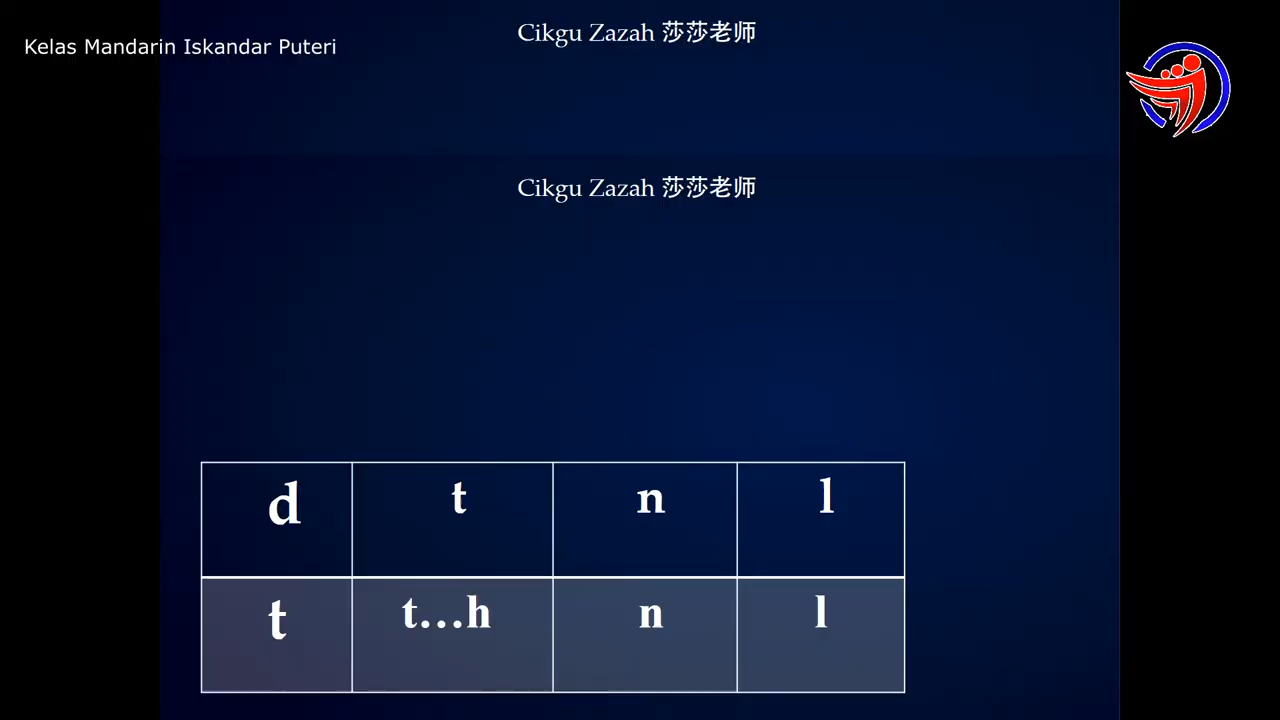 Cikgu Zazah 莎莎老师
Kelas Mandarin Iskandar Puteri
Cikgu Zazah 莎莎老师
d t n l
t t...h n l